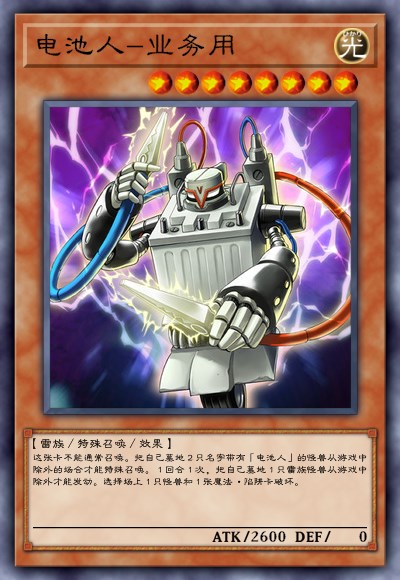 电池人-业务用
光
【雷族／特殊召唤／效果】
这张卡不能通常召唤。把自己墓地2只名字带有「电池人」的怪兽从游戏中
除外的场合才能特殊召唤。1回合1次，把自己墓地1只雷族怪兽从游戏中
除外才能发动。选择场上1只怪兽和1张魔法·陷阱卡破坏。
ATK/2600 DEF/ 0